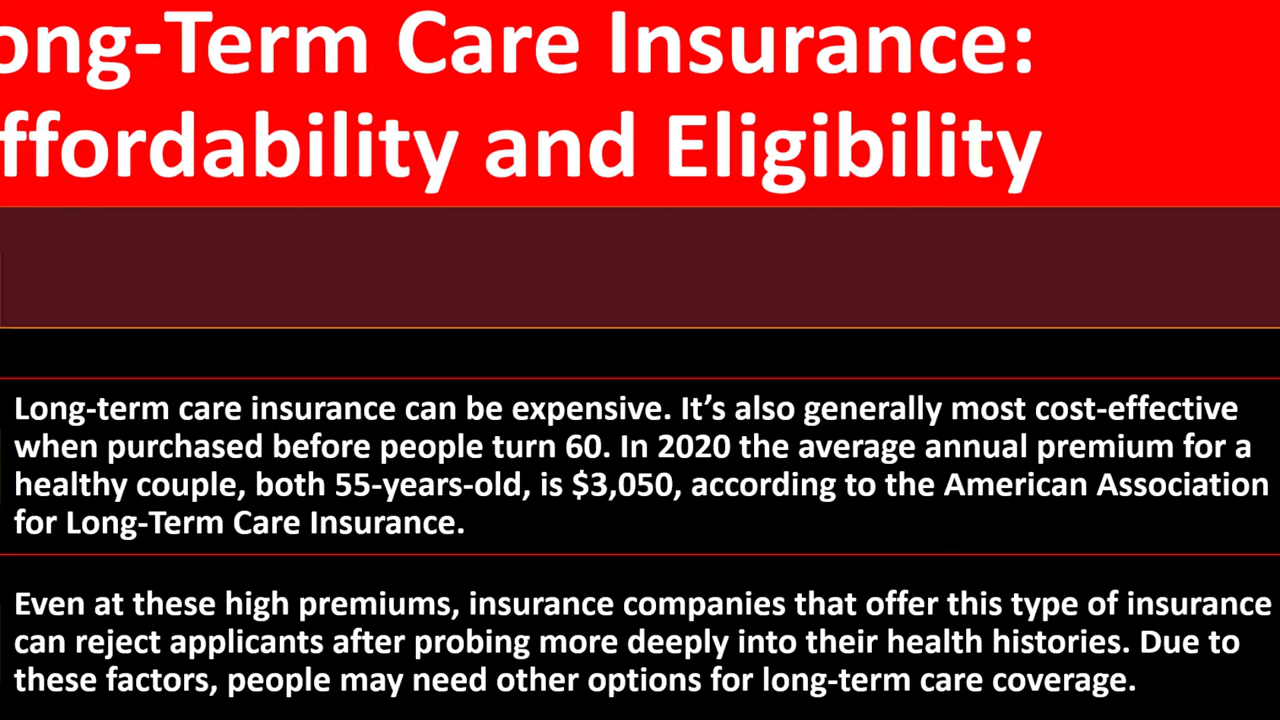 ong-Term Care Insurance:
ffordability and Eligibility
Long-term care insurance can be expensive. It’s also generally most cost-effective
when purchased before people turn 60. In 2020 the average annual premium for a
healthy couple, both 55-years-old, is $3,050, according to the American Association
for Long-Term Care Insurance.
Even at these high premiums, insurance companies that offer this type of insurance
can reject applicants after probing more deeply into their health histories. Due to
these factors, people may need other options for long-term care coverage.